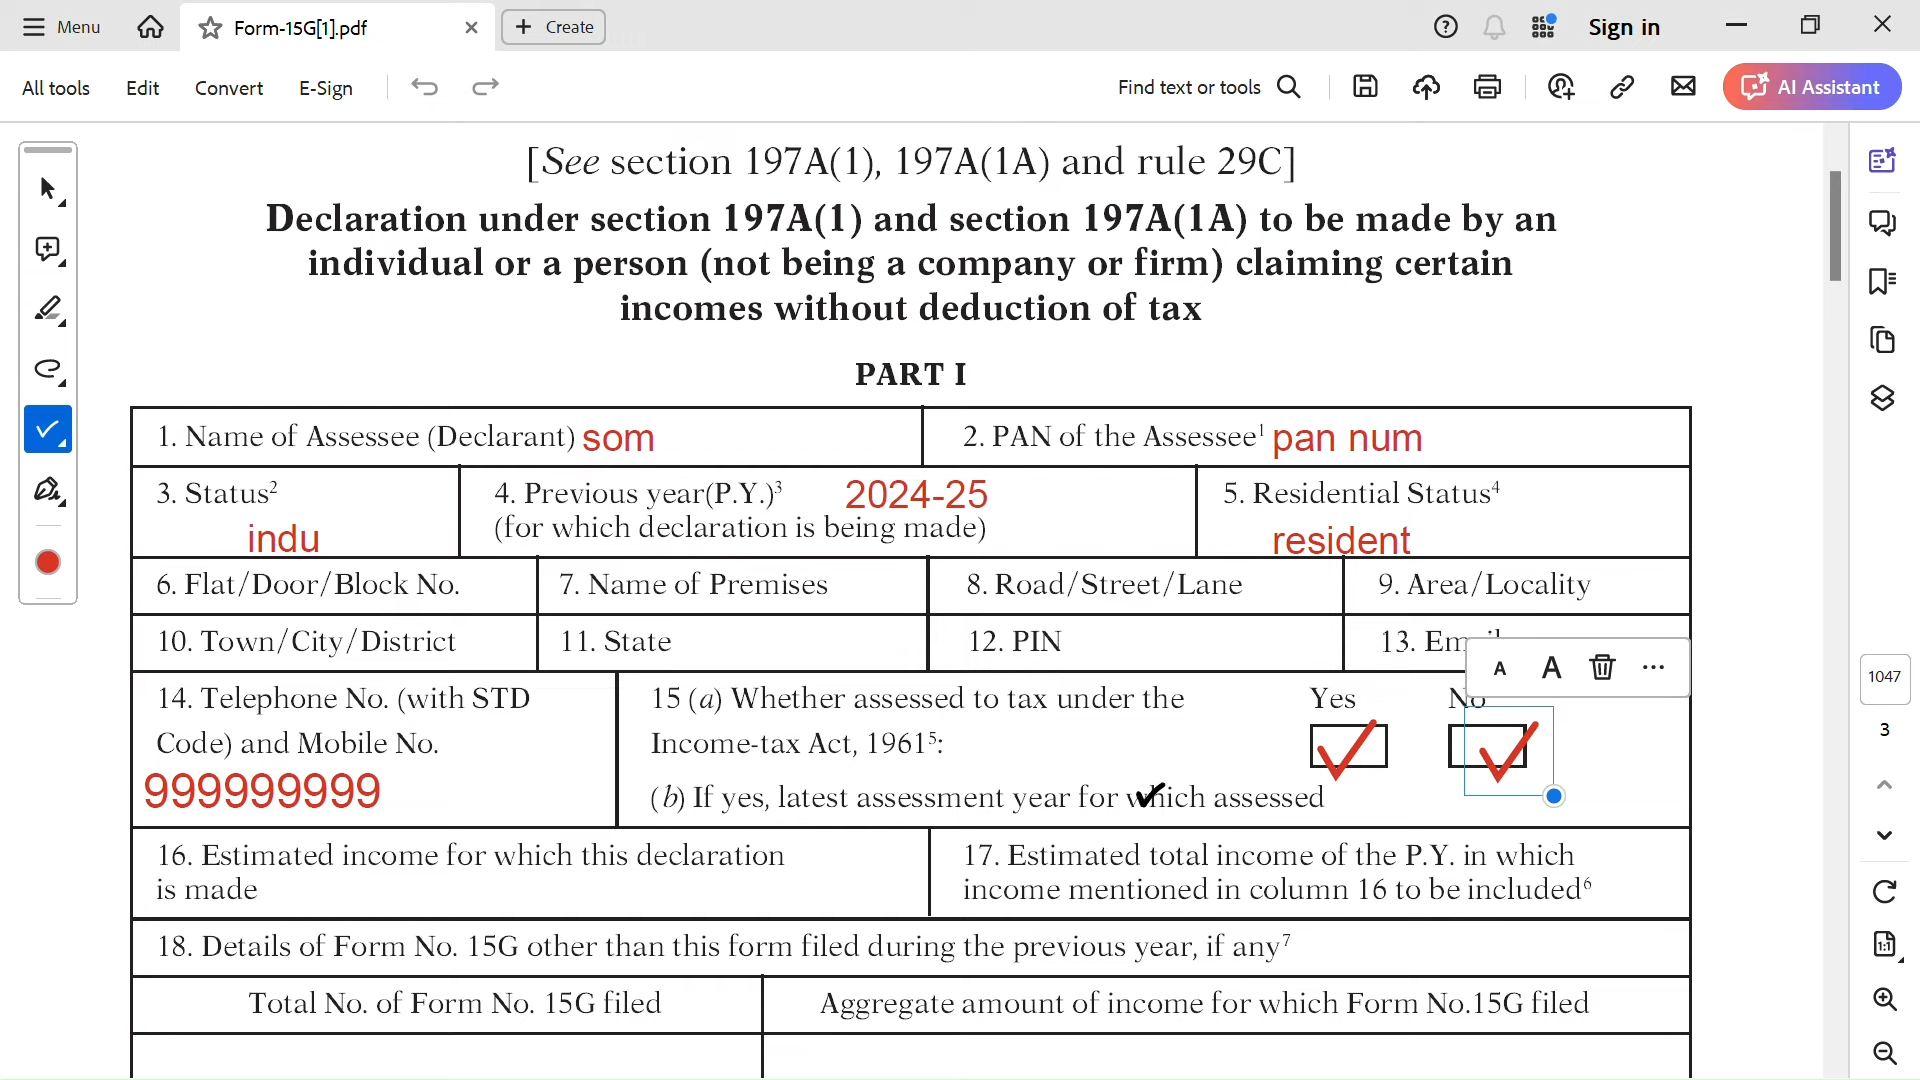 Menu
Form-15G[1].pdf
Create
Sign in
All tools
Edit
Convert
E-Sign
Find text or tools
AI Assistant
[See section 197A(1), 197A(1A) and rule 29C]
Declaration under section 197A(1) and section 197A(1A) to be made by an
individual or a person (not being a company or firm) claiming certain
incomes without deduction of tax
PART I
1. Name of Assessee (Declarant) som
2. PAN of the Assessee1 pan num
3. Status2
indu
4. Previous year(P.Y.)3 2024-25
(for which declaration is being made)
5. Residential Status4
resident
6. Flat/Door/Block No.
7. Name of Premises
8. Road/Street/Lane
9. Area/Locality
10. Town/City/District
11. State
12. PIN
13.
A A ...
14. Telephone No. (with STD
Code) and Mobile No.
999999999
15 (a) Whether assessed to tax under the
Income-tax Act, 19615:
Yes No
(b) If yes, latest assessment year for which assessed
16. Estimated income for which this declaration
is made
17. Estimated total income of the P.Y. in which
income mentioned in column 16 to be included6
18. Details of Form No. 15G other than this form filed during the previous year, if any7
Total No. of Form No. 15G filed
Aggregate amount of income for which Form No.15G filed
1047
3
1:1